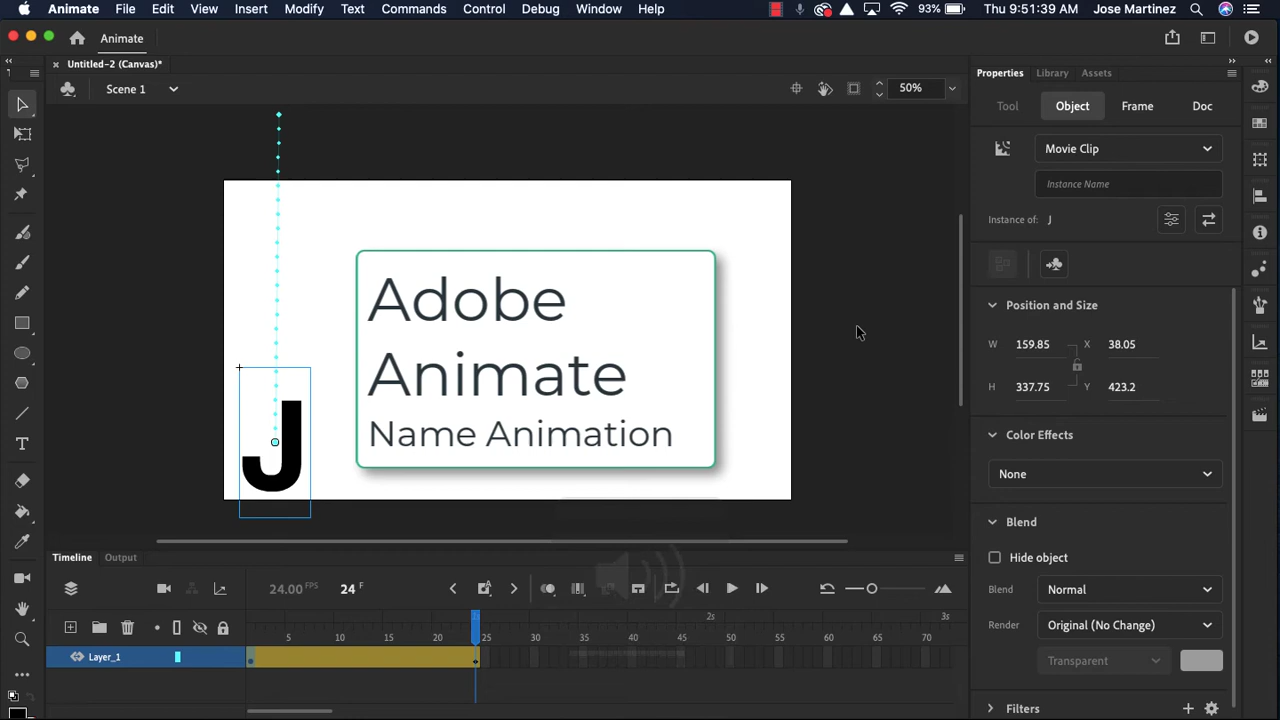 Animate File Edit View Insert Modify Text Commands Control Debug Window Help 93% Thu 9:51:39 AM Jose Martinez
Animate
Untitled-2 (Canvas)*
Properties Library Assets
Scene 1 50%
Tool Object Frame Doc
Movie Clip
Instance Name
Instance of: J
Position and Size
W 159.85 X 38.05
H 337.75 Y 423.2
Color Effects
None
Blend
Hide object
Blend Normal
Render Original (No Change)
Transparent
Filters
Adobe
Animate
Name Animation
J
Timeline Output
24.00 FPS 24 F
1s 2s 3s
5 10 15 20 25 30 35 40 45 50 55 60 65 70
Layer_1